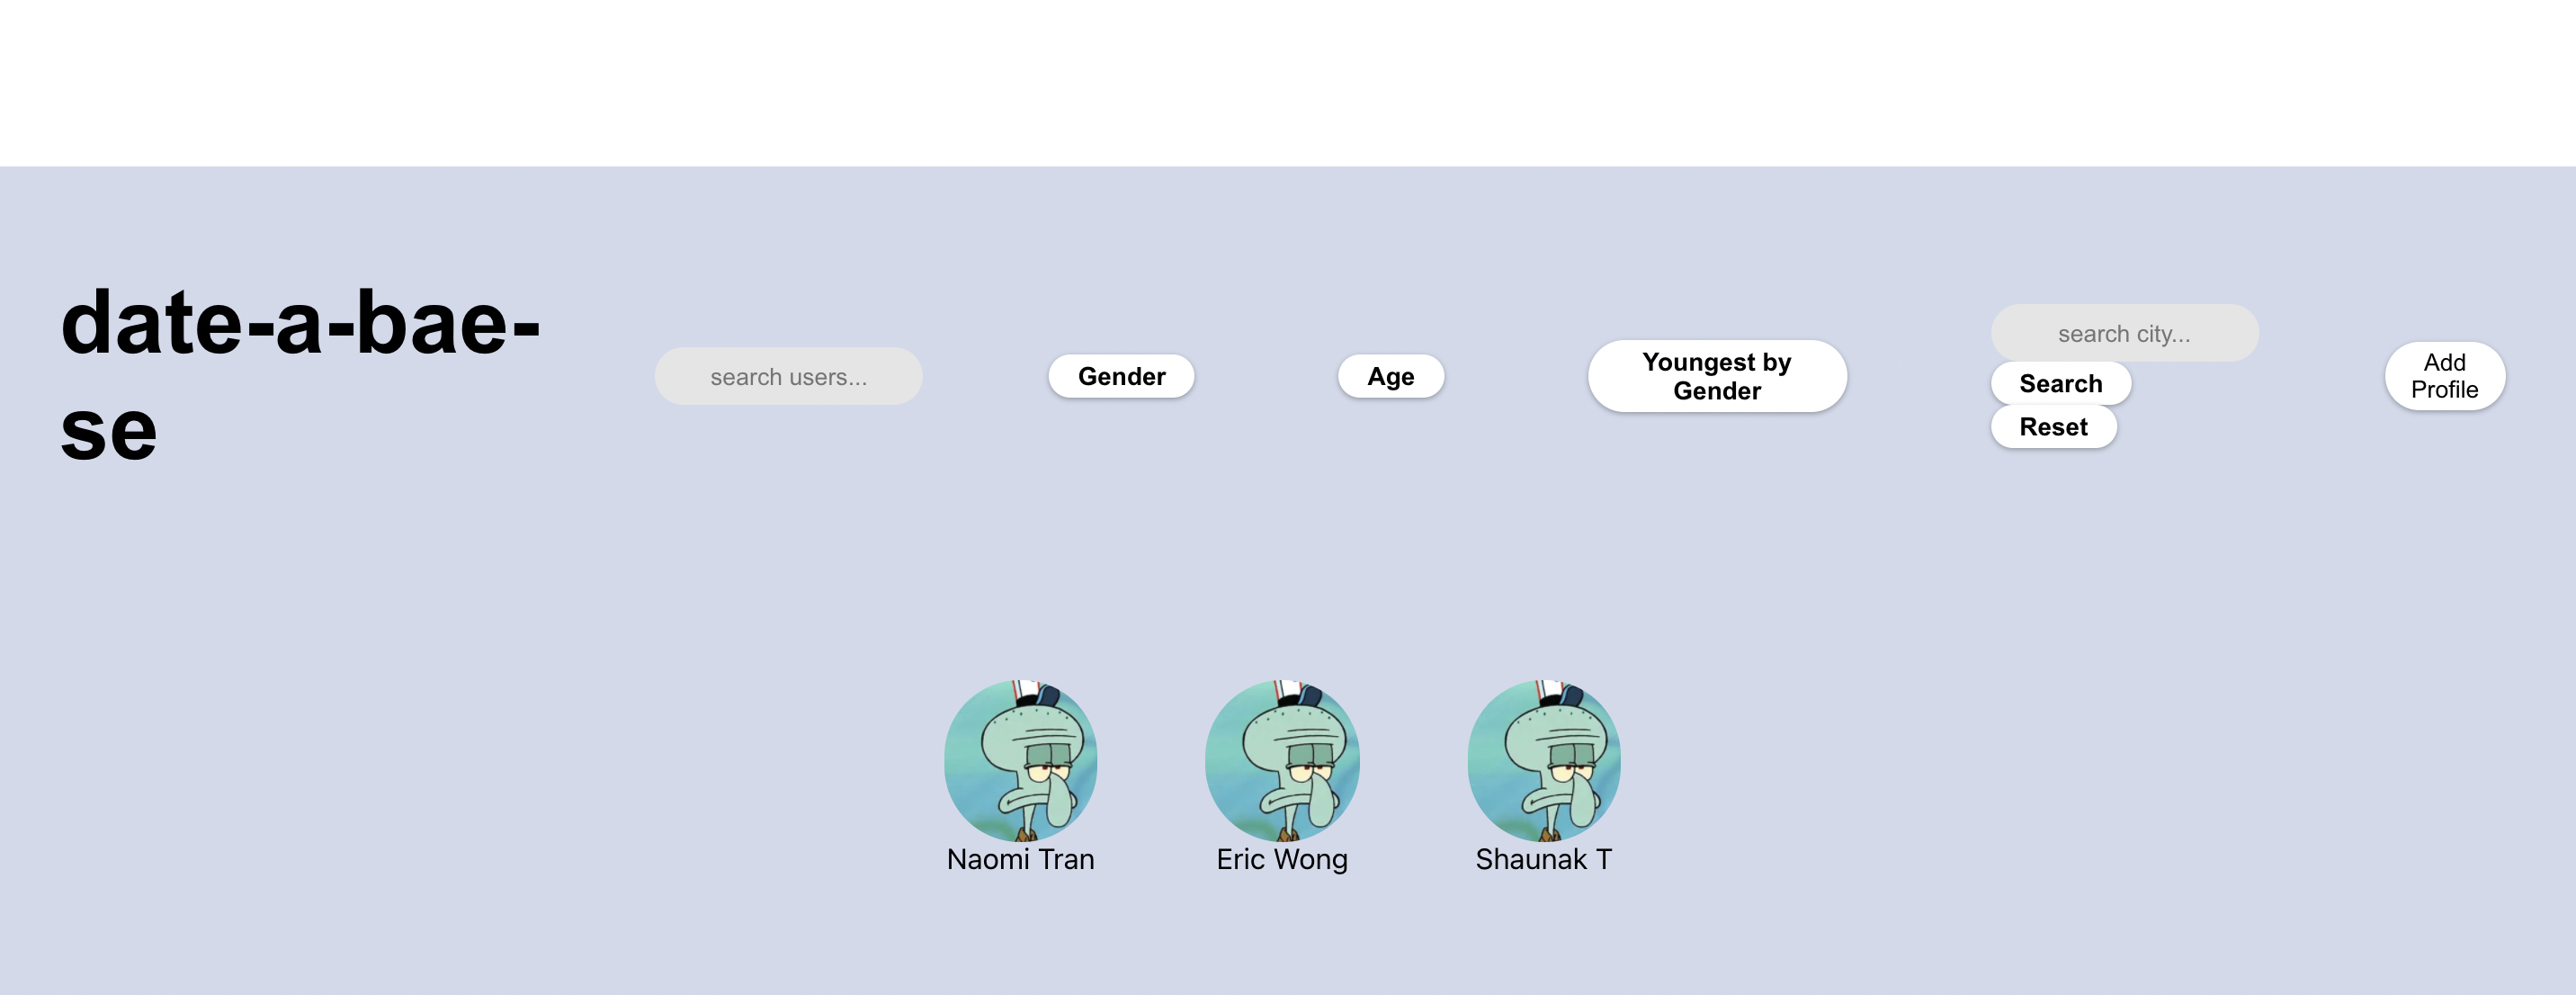 date-a-bae-
se
search users...
Gender
Age
Youngest by
Gender
search city...
Search
Reset
Add
Profile
Naomi Tran
Eric Wong
Shaunak T